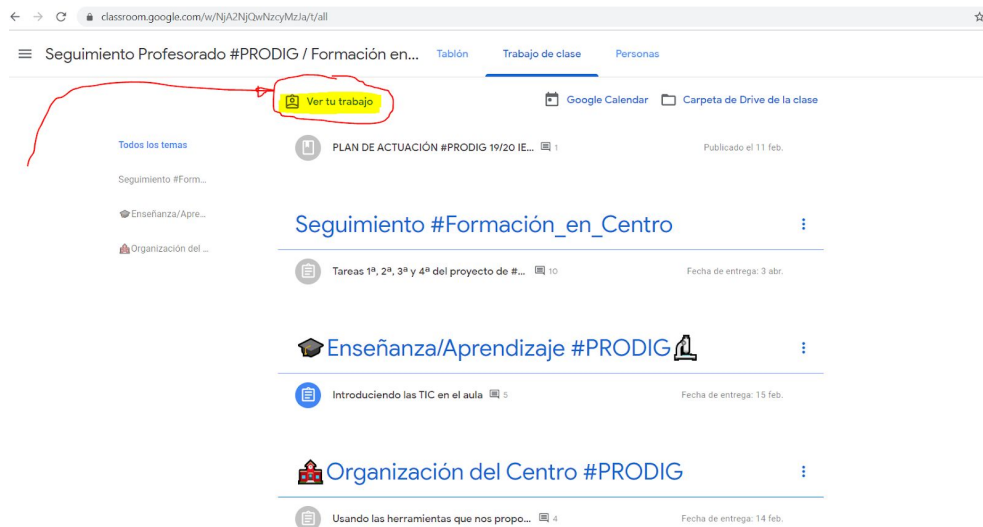 classroom.google.com/w/NjA2NjQwNzcyMzJa/t/all
Seguimiento Profesorado #PRODIG / Formación en... Tablón Trabajo de clase Personas
Ver tu trabajo Google Calendar Carpeta de Drive de la clase
Todos los temas
PLAN DE ACTUACIÓN #PRODIG 19/20 IE... 1 Publicado el 11 feb.
Seguimiento #Form...
Enseñanza/Apre...
Organización del ...
Seguimiento #Formación_en_Centro
Tareas 1ª, 2ª, 3ª y 4ª del proyecto de #... 10 Fecha de entrega: 3 abr.
🎓Enseñanza/Aprendizaje #PRODIG
Introduciendo las TIC en el aula 5 Fecha de entrega: 15 feb.
🏫Organización del Centro #PRODIG
Usando las herramientas que nos propo... 4 Fecha de entrega: 14 feb.